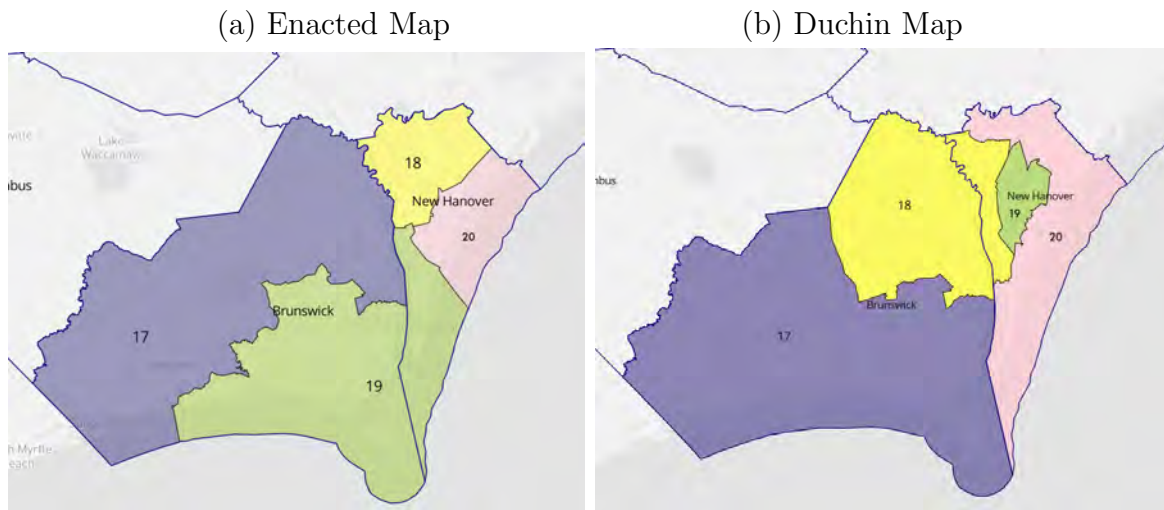 (a) Enacted Map
(b) Duchin Map
Lake
Waccamaw
18
New Hanover
20
Brunswick
17
19
18
New Hanover
19
20
Brunswick
17